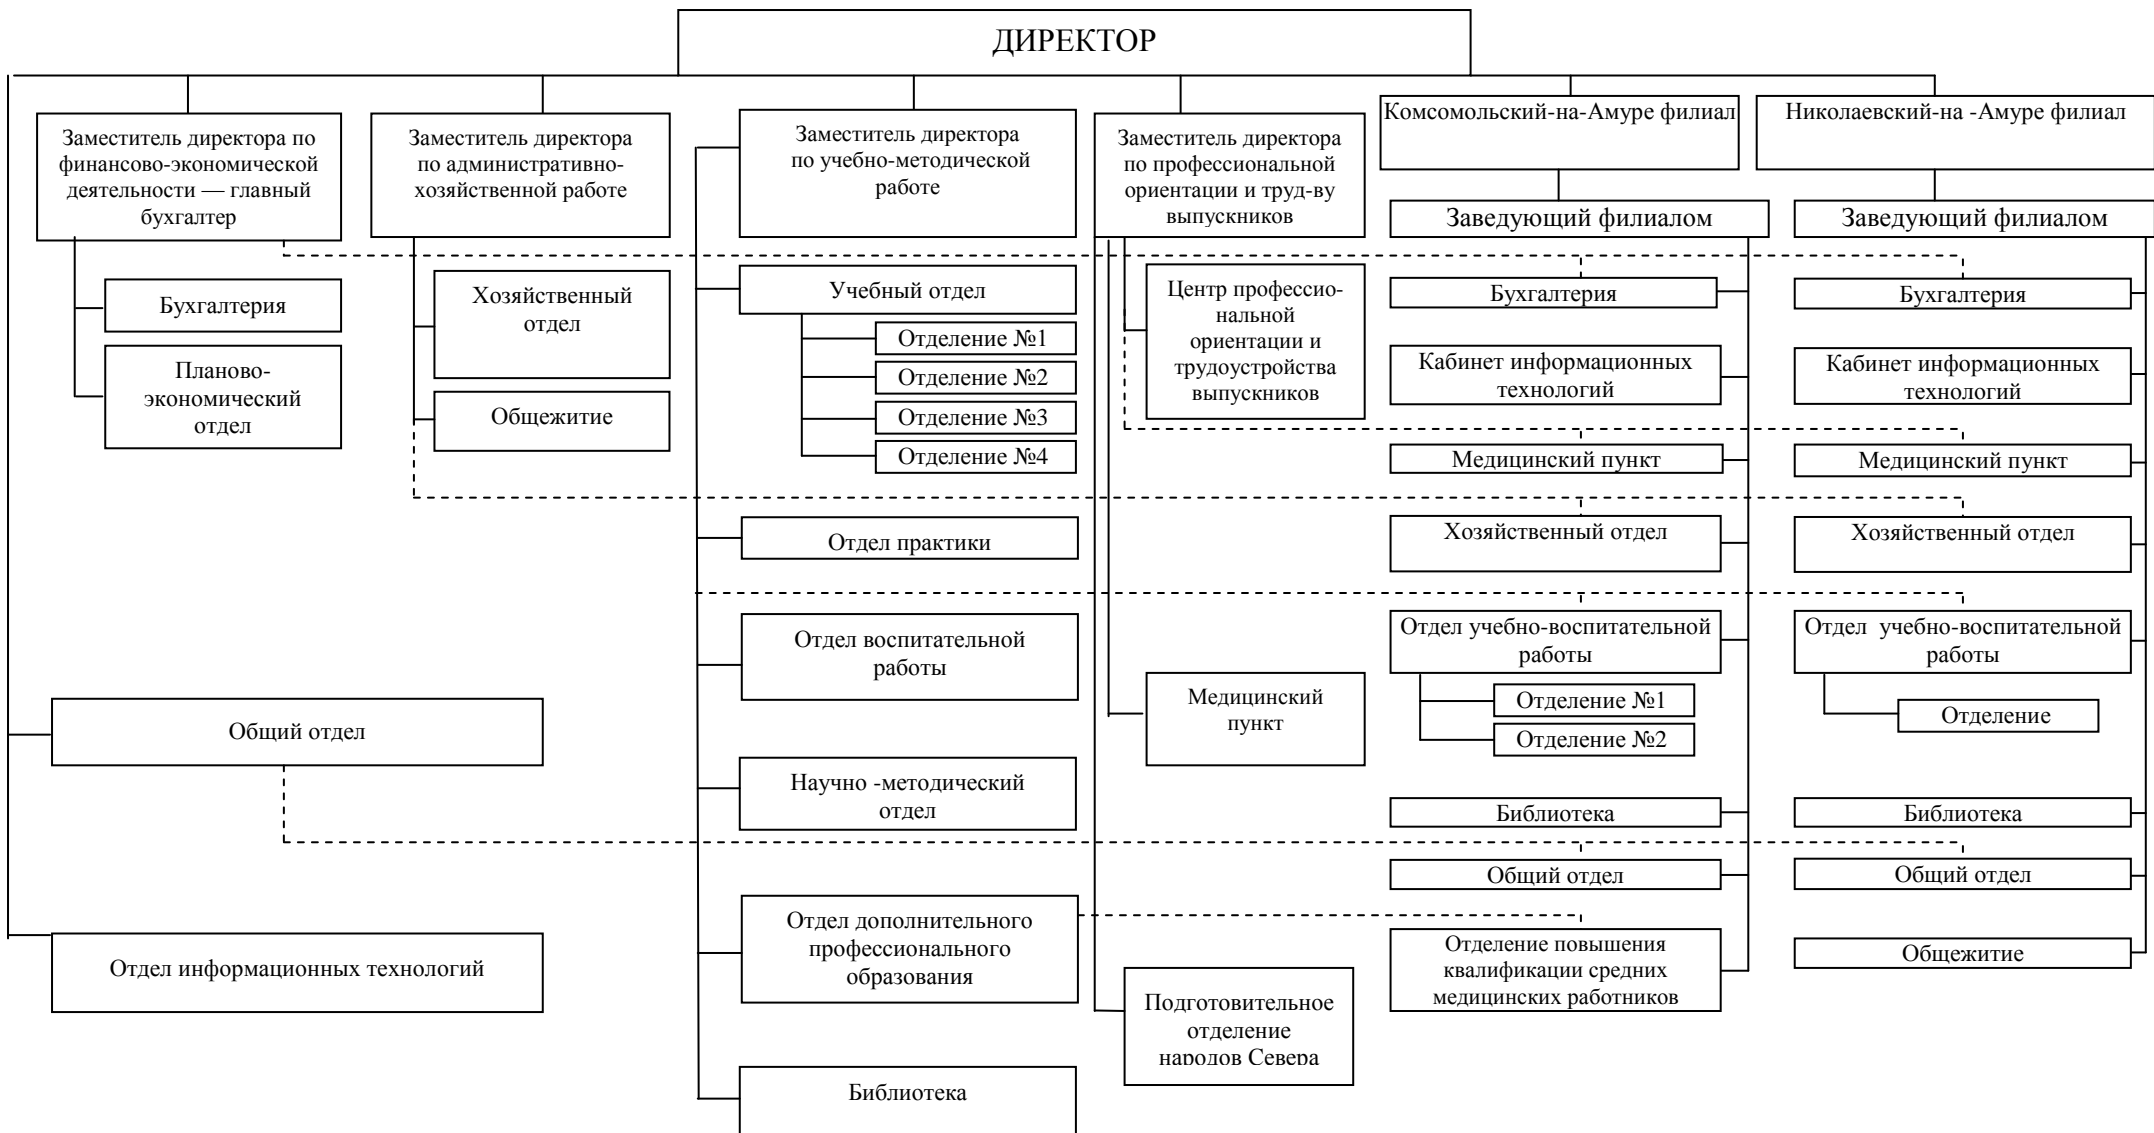 ДИРЕКТОР
Заместитель директора по
финансово-экономической
деятельности — главный
бухгалтер
Бухгалтерия
Планово-
экономический
отдел
Заместитель директора
по административно-
хозяйственной работе
Хозяйственный
отдел
Общежитие
Общий отдел
Отдел информационных технологий
Заместитель директора
по учебно-методической
работе
Учебный отдел
Отделение №1
Отделение №2
Отделение №3
Отделение №4
Отдел практики
Отдел воспитательной
работы
Научно -методический
отдел
Отдел дополнительного
профессионального
образования
Библиотека
Заместитель директора
по профессиональной
ориентации и труд-ву
выпускников
Центр профессио-
нальной
ориентации и
трудоустройства
выпускников
Медицинский
пункт
Подготовительное
отделение
народов Севера
Комсомольский-на-Амуре филиал
Заведующий филиалом
Бухгалтерия
Кабинет информационных
технологий
Медицинский пункт
Хозяйственный отдел
Отдел учебно-воспитательной
работы
Отделение №1
Отделение №2
Библиотека
Общий отдел
Отделение повышения
квалификации средних
медицинских работников
Николаевский-на -Амуре филиал
Заведующий филиалом
Бухгалтерия
Кабинет информационных
технологий
Медицинский пункт
Хозяйственный отдел
Отдел учебно-воспитательной
работы
Отделение
Библиотека
Общий отдел
Общежитие